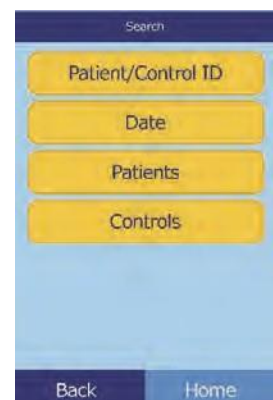 Search
Patient/Control ID
Date
Patients
Controls
Back Home